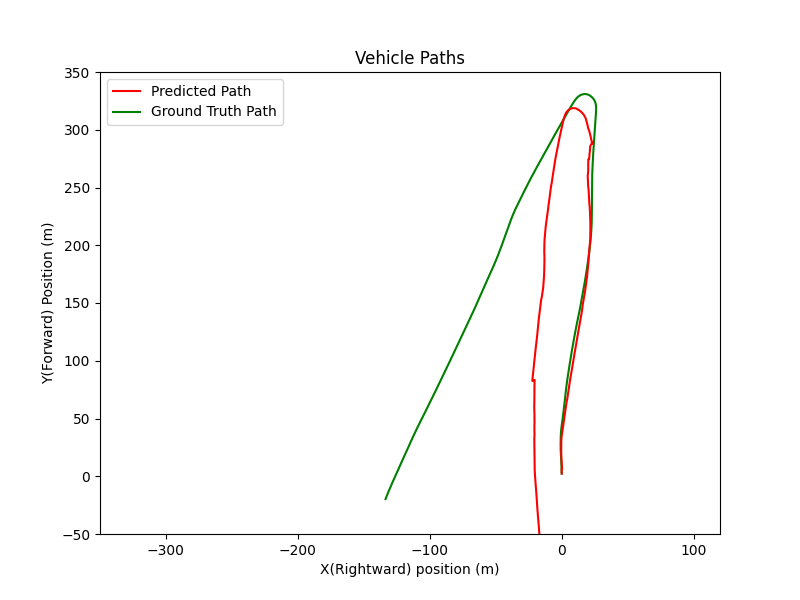 Vehicle Paths
Predicted Path
Ground Truth Path
Y(Forward) Position (m)
350
300
250
200
150
100
50
0
−50
−300
−200
−100
0
100
X(Rightward) position (m)